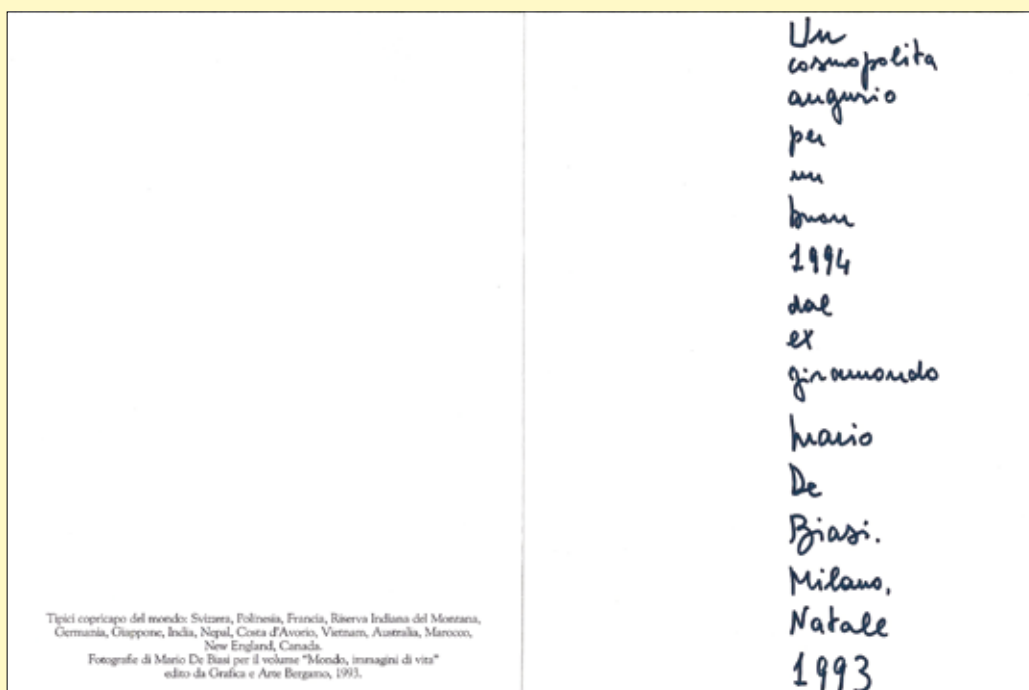 Tipici copricapo del mondo: Svizzera, Polinesia, Francia, Riserva Indiana del Montana,
Germania, Giappone, India, Nepal, Costa d'Avorio, Vietnam, Australia, Marocco,
New England, Canada.
Fotografie di Mario De Biasi per il volume "Mondo, immagini di vita"
edito da Grafica e Arte Bergamo, 1993.
Un
cosmopolita
augurio
per
un
buon
1994
dal
ex
giramondo
Mario
De
Biasi.
Milano,
Natale
1993